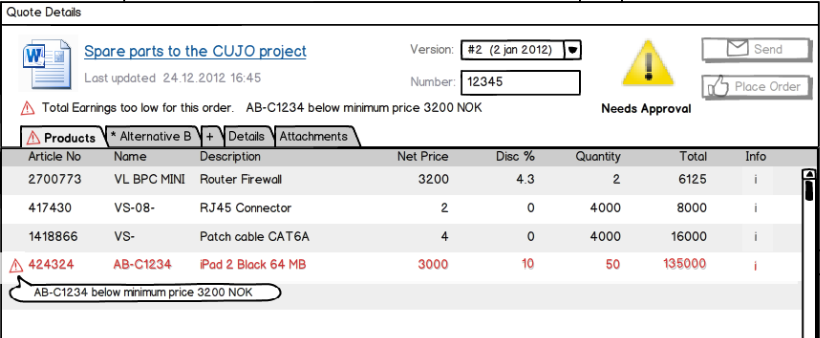 Quote Details
W
Spare parts to the CUJO project
Last updated 24.12.2012 16:45
Version: #2 (2 jan 2012)
Number: 12345
Needs Approval
Send
Place Order
Total Earnings too low for this order. AB-C1234 below minimum price 3200 NOK
Products * Alternative B + Details Attachments
Article No Name Description Net Price Disc % Quantity Total Info
2700773 VL BPC MINI Router Firewall 3200 4.3 2 6125 i
417430 VS-08- RJ45 Connector 2 0 4000 8000 i
1418866 VS- Patch cable CAT6A 4 0 4000 16000 i
424324 AB-C1234 iPad 2 Black 64 MB 3000 10 50 135000 i
AB-C1234 below minimum price 3200 NOK